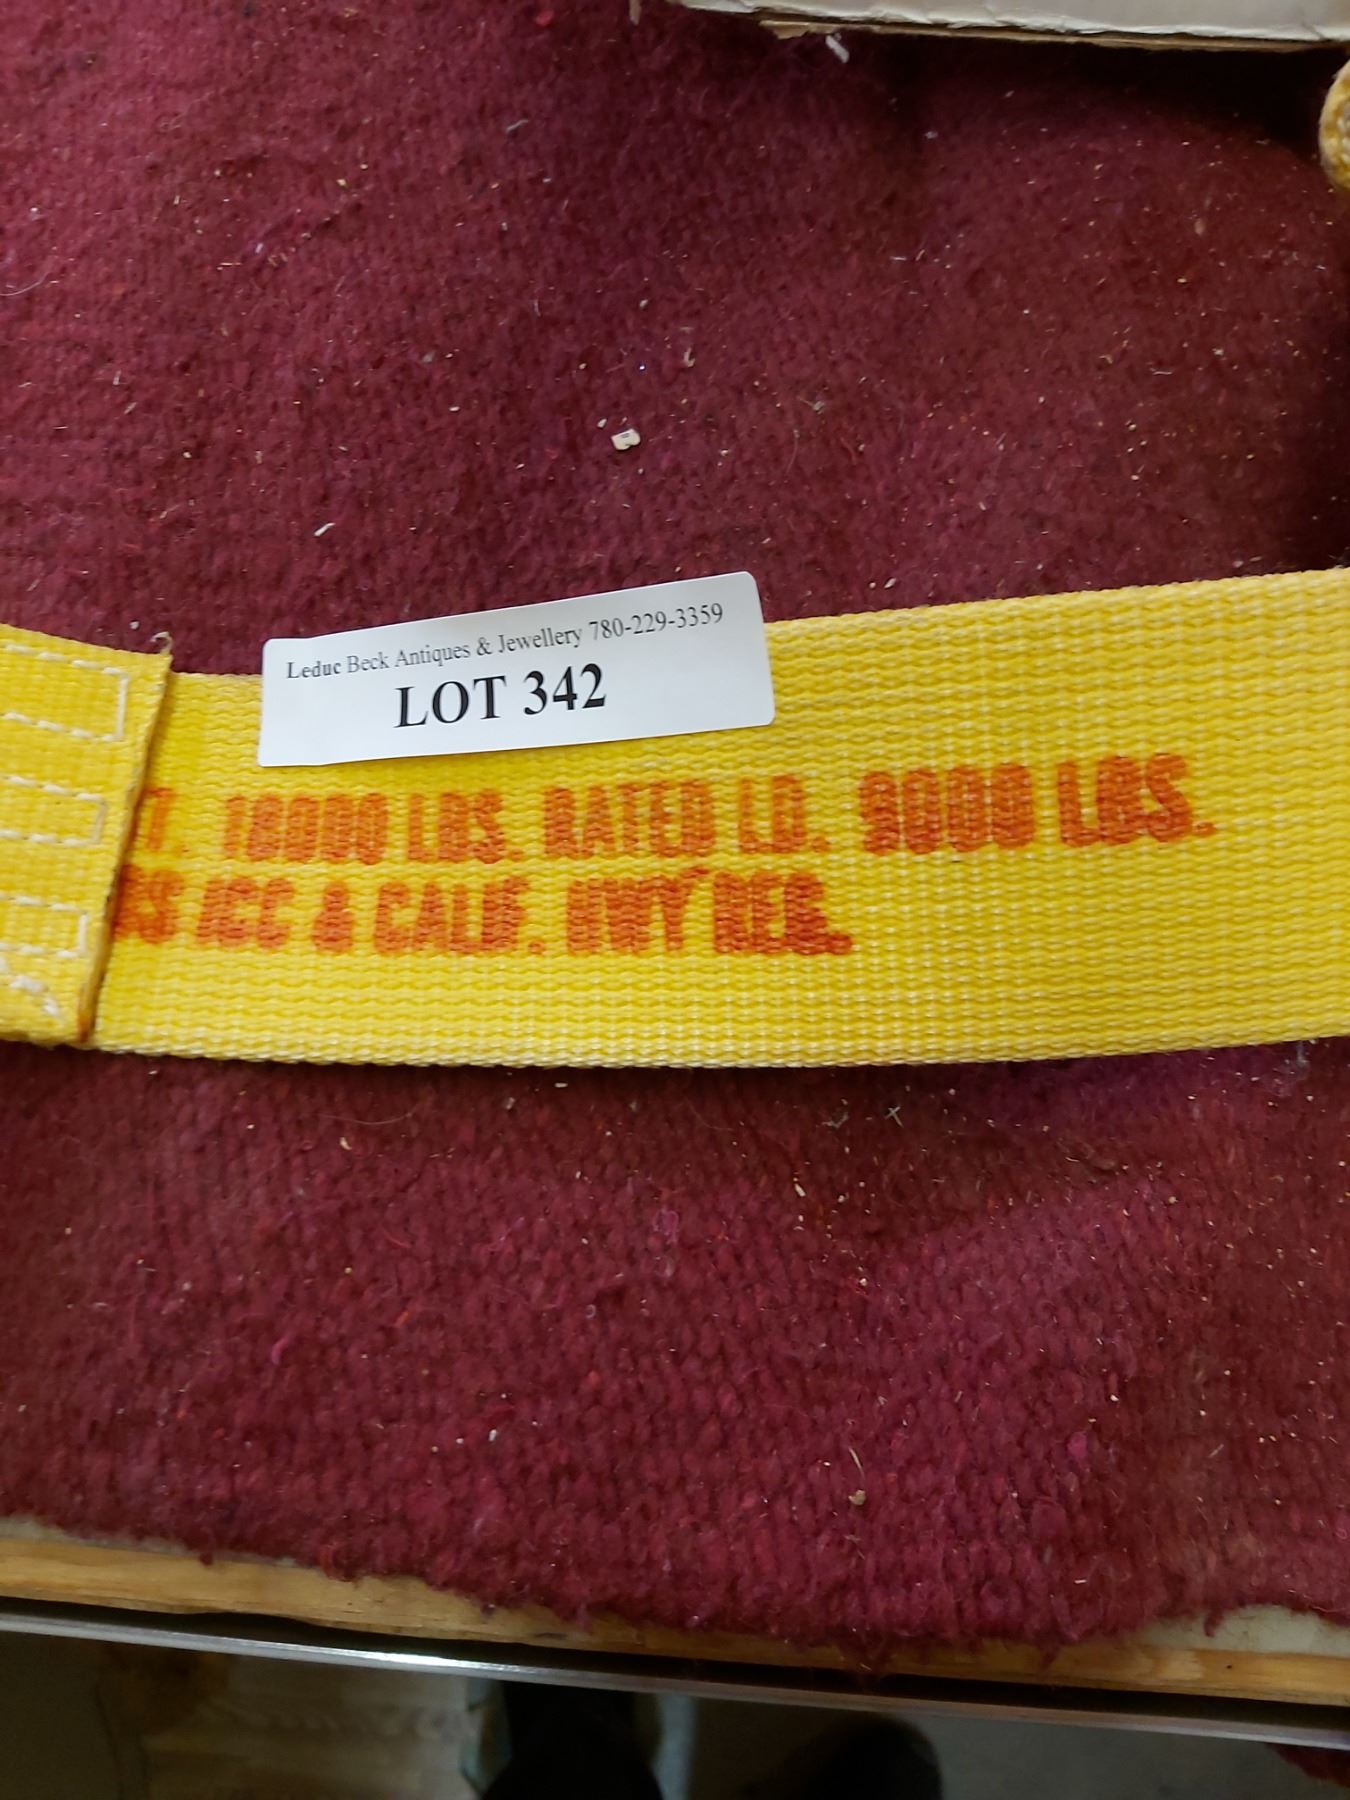 Leduc Beck Antiques & Jewellery 780-229-3359
LOT 342
T. 18000 LBS. RATED LD. 9000 LBS.
ES ICC & CALIF. HWY REG.